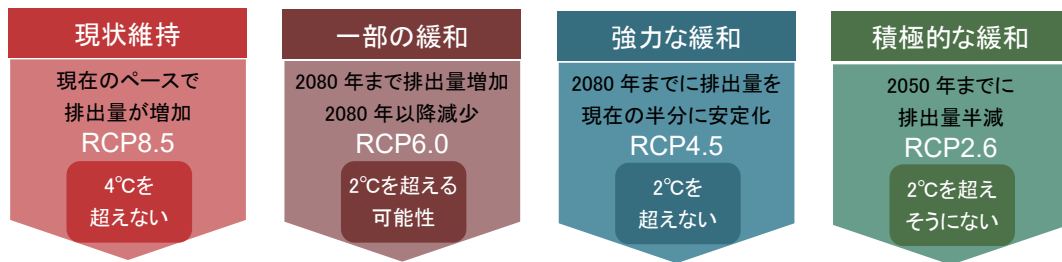 現状維持
現在のペースで
排出量が増加
RCP8.5
4℃を
超えない
一部の緩和
2080 年まで排出量増加
2080 年以降減少
RCP6.0
2℃を超える
可能性
強力な緩和
2080 年までに排出量を
現在の半分に安定化
RCP4.5
2℃を
超えない
積極的な緩和
2050 年までに
排出量半減
RCP2.6
2℃を超え
そうにない